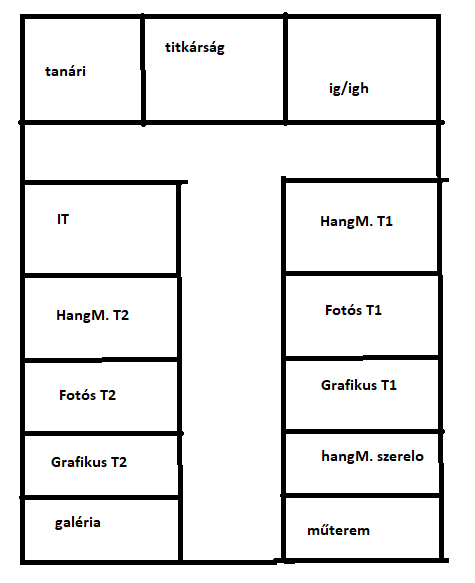 tanári
titkárság
ig/igh
IT
HangM. T1
HangM. T2
Fotós T1
Fotós T2
Grafikus T1
Grafikus T2
hangM. szerelo
galéria
műterem